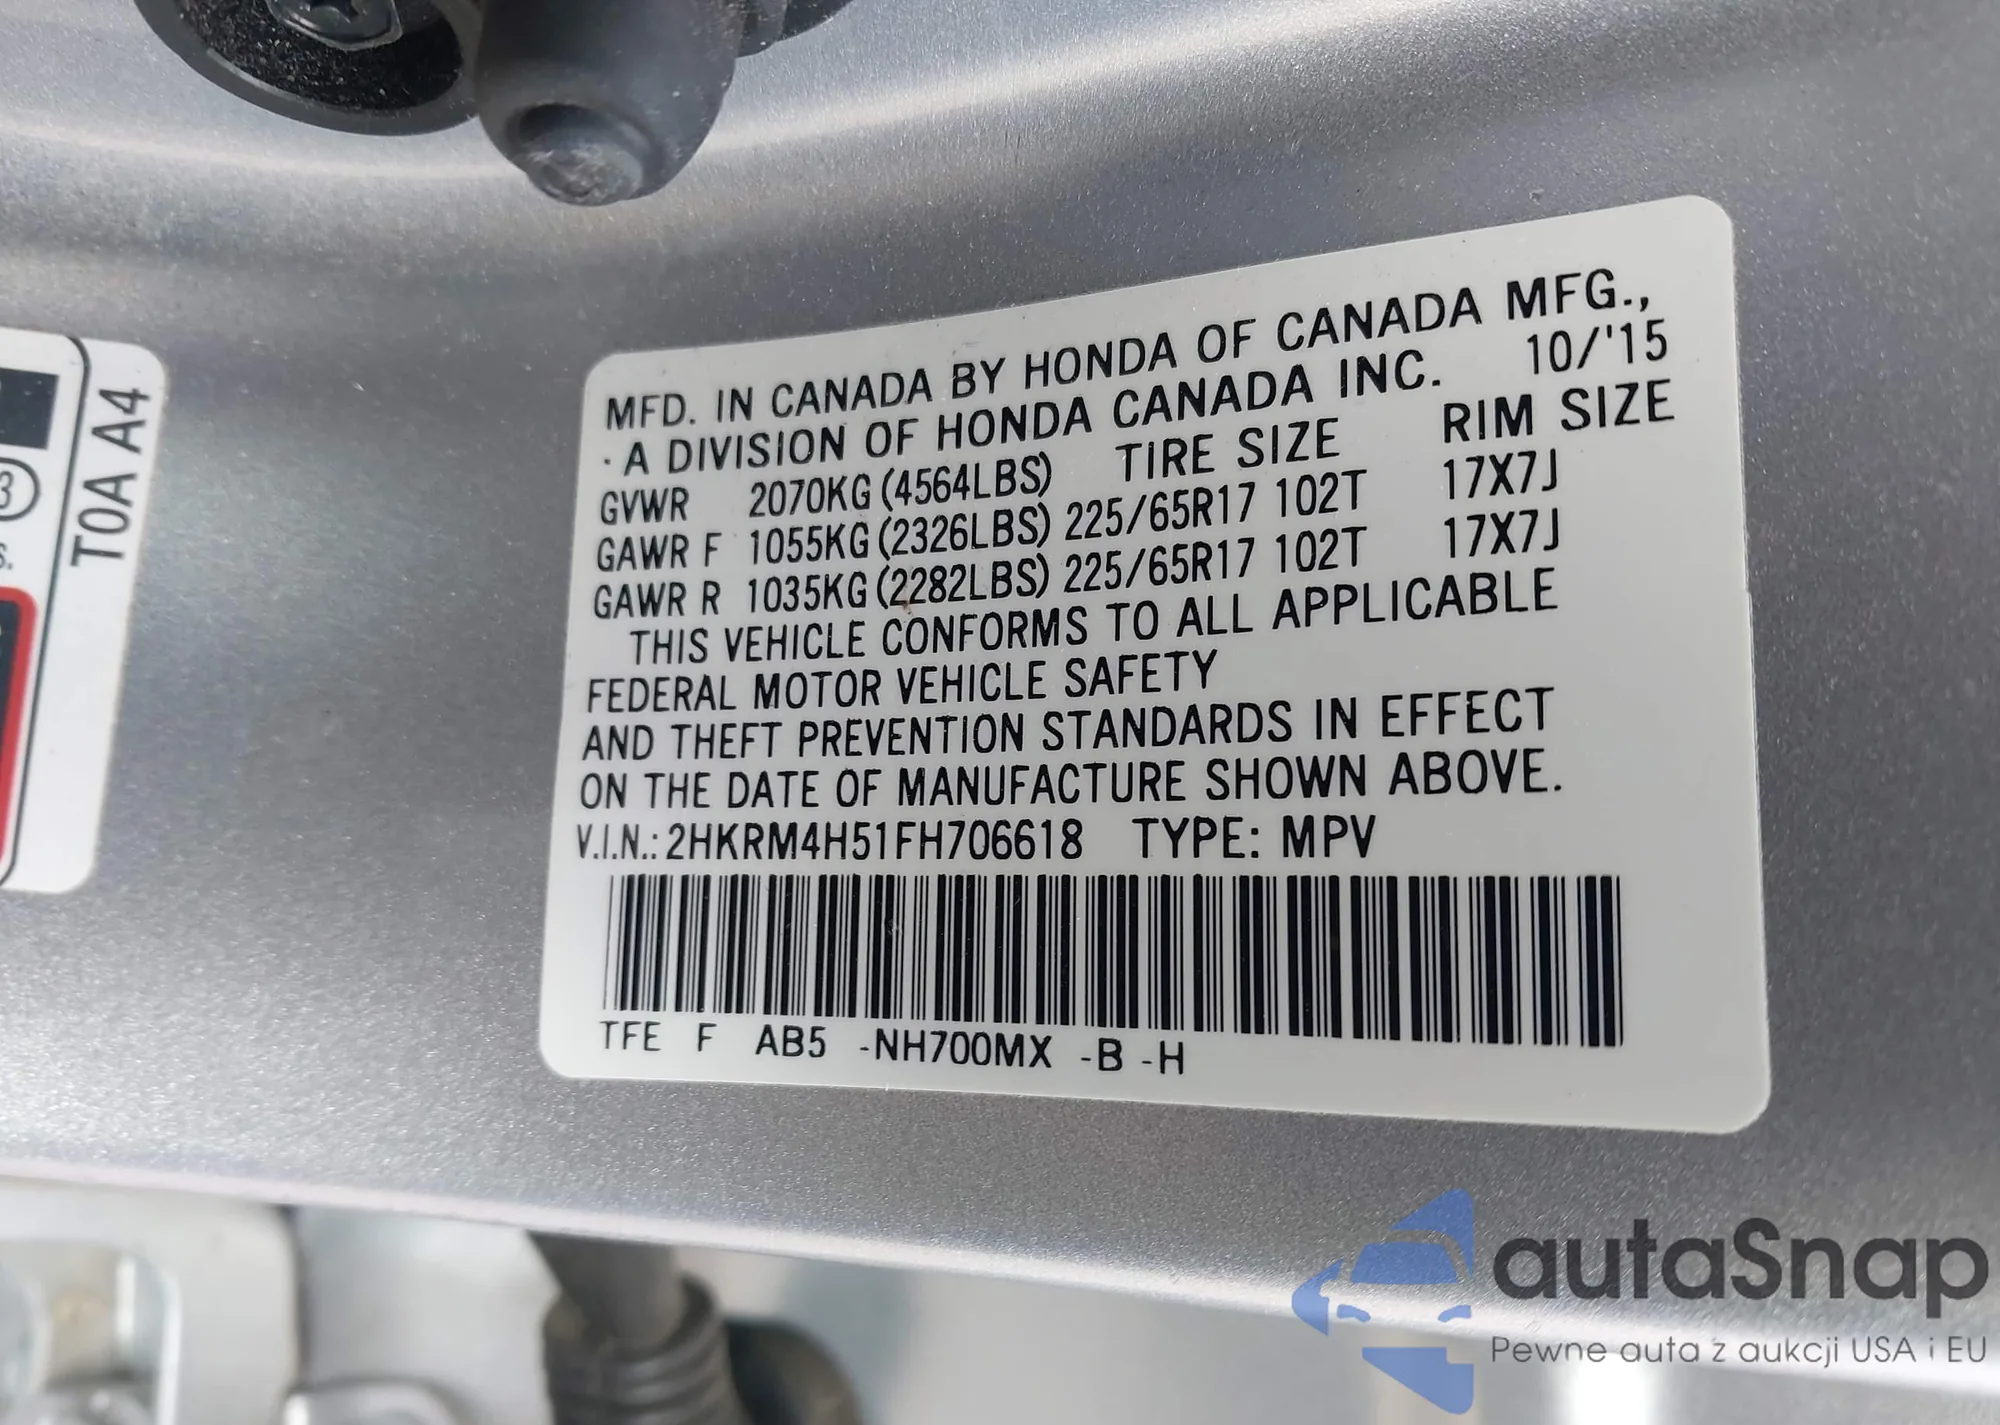 MFD. IN CANADA BY HONDA OF CANADA MFG.,
· A DIVISION OF HONDA CANADA INC. 10/'15
GVWR 2070KG (4564LBS) TIRE SIZE RIM SIZE
GAWR F 1055KG (2326LBS) 225/65R17 102T 17X7J
GAWR R 1035KG (2282LBS) 225/65R17 102T 17X7J
THIS VEHICLE CONFORMS TO ALL APPLICABLE
FEDERAL MOTOR VEHICLE SAFETY
AND THEFT PREVENTION STANDARDS IN EFFECT
ON THE DATE OF MANUFACTURE SHOWN ABOVE.
V.I.N.: 2HKRM4H51FH706618 TYPE: MPV
TFE F AB5 -NH700MX -B -H
T0A A4
3
s.
autaSnap
Pewne auta z aukcji USA i EU